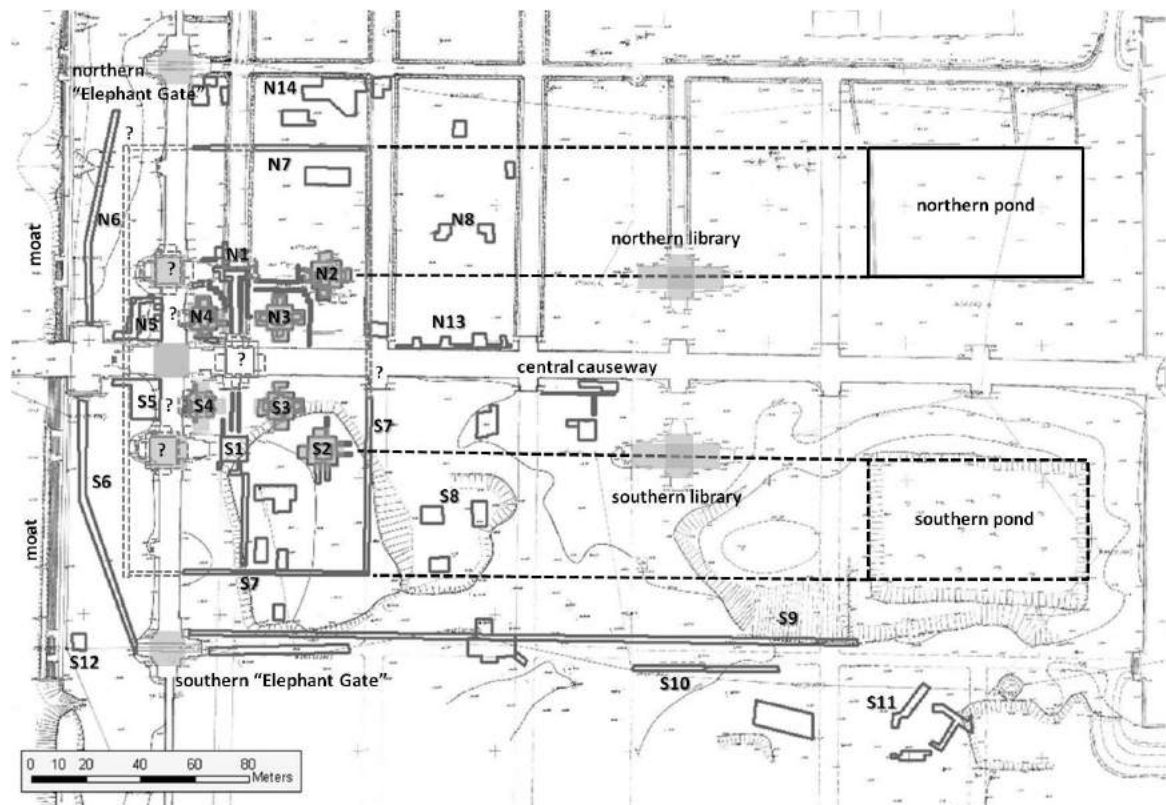 northern
"Elephant Gate"
N14
?
N7
N6
N8
northern pond
moat
northern library
N1
?
N2
N5
?
N4
N3
N13
?
?
central causeway
S5
?
S4
S3
S7
?
S1
S2
S6
S8
southern library
southern pond
moat
S7
S9
S12
southern "Elephant Gate"
S10
S11
0 10 20 40 60 80
Meters